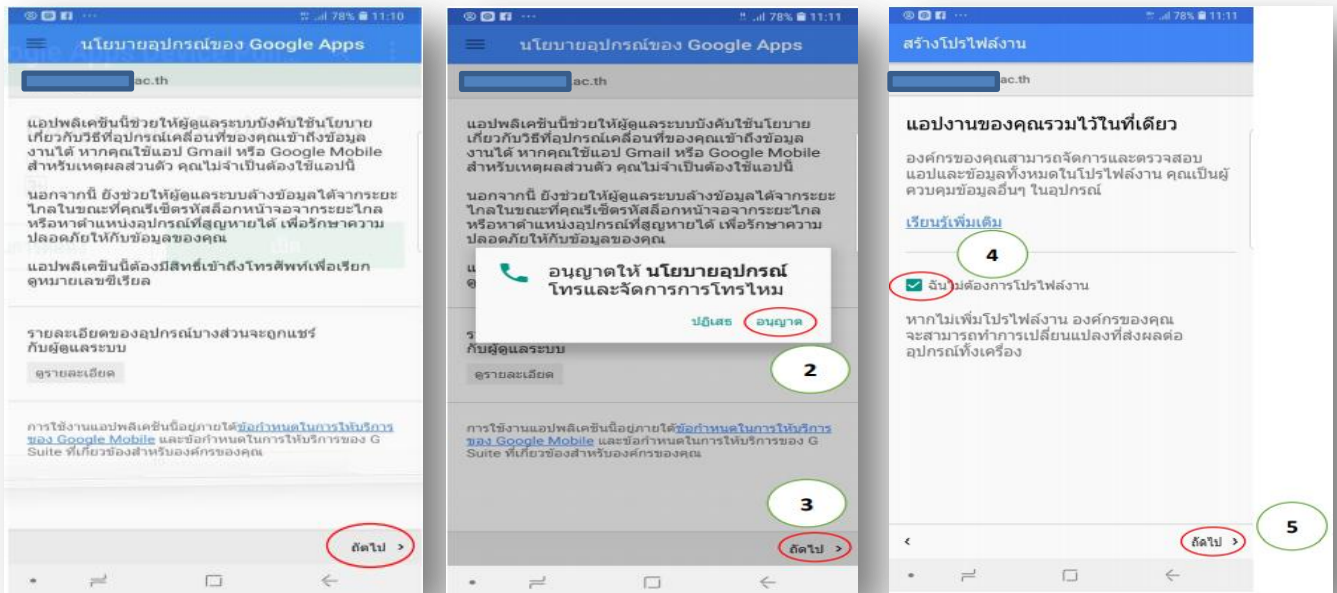 78% 11:10
นโยบายอุปกรณ์ของ Google Apps
ac.th
แอปพลิเคชันนี้ช่วยให้ผู้ดูแลระบบบังคับใช้นโยบาย
เกี่ยวกับวิธีที่อุปกรณ์เคลื่อนที่ของคุณเข้าถึงข้อมูล
งานได้ หากคุณใช้แอป Gmail หรือ Google Mobile
สำหรับเหตุผลส่วนตัว คุณไม่จำเป็นต้องใช้แอปนี้
นอกจากนี้ ยังช่วยให้ผู้ดูแลระบบล้างข้อมูลได้จากระยะ
ไกลในขณะที่คุณรีเซ็ตรหัสล็อกหน้าจอจากระยะไกล
หรือหาตำแหน่งอุปกรณ์ที่สูญหายได้ เพื่อรักษาความ
ปลอดภัยให้กับข้อมูลของคุณ
แอปพลิเคชันนี้ต้องมีสิทธิ์เข้าถึงโทรศัพท์เพื่อเรียก
ดูหมายเลขซีเรียล
รายละเอียดของอุปกรณ์บางส่วนจะถูกแชร์
กับผู้ดูแลระบบ
ดูรายละเอียด
การใช้งานแอปพลิเคชันนี้อยู่ภายใต้ข้อกำหนดในการให้บริการ
ของ Google Mobile และข้อกำหนดในการให้บริการของ G
Suite ที่เกี่ยวข้องสำหรับองค์กรของคุณ
ถัดไป >
78% 11:11
นโยบายอุปกรณ์ของ Google Apps
ac.th
แอปพลิเคชันนี้ช่วยให้ผู้ดูแลระบบบังคับใช้นโยบาย
เกี่ยวกับวิธีที่อุปกรณ์เคลื่อนที่ของคุณเข้าถึงข้อมูล
งานได้ หากคุณใช้แอป Gmail หรือ Google Mobile
สำหรับเหตุผลส่วนตัว คุณไม่จำเป็นต้องใช้แอปนี้
นอกจากนี้ ยังช่วยให้ผู้ดูแลระบบล้างข้อมูลได้จากระยะ
ไกลในขณะที่คุณรีเซ็ตรหัสล็อกหน้าจอจากระยะไกล
หรือหาตำแหน่งอุปกรณ์ที่สูญหายได้ เพื่อรักษาความ
ปลอดภัยให้กับข้อมูลของคุณ
อนุญาตให้ นโยบายอุปกรณ์
โทรและจัดการการโทรไหม
ปฏิเสธ อนุญาต
2
กับผู้ดูแลระบบ
ดูรายละเอียด
การใช้งานแอปพลิเคชันนี้อยู่ภายใต้ข้อกำหนดในการให้บริการ
ของ Google Mobile และข้อกำหนดในการให้บริการของ G
Suite ที่เกี่ยวข้องสำหรับองค์กรของคุณ
3
ถัดไป >
78% 11:11
สร้างโปรไฟล์งาน
ac.th
แอปงานของคุณรวมไว้ในที่เดียว
องค์กรของคุณสามารถจัดการและตรวจสอบ
แอปและข้อมูลทั้งหมดในโปรไฟล์งาน คุณเป็นผู้
ควบคุมข้อมูลอื่นๆ ในอุปกรณ์
เรียนรู้เพิ่มเติม
4
ฉันไม่ต้องการโปรไฟล์งาน
หากไม่เพิ่มโปรไฟล์งาน องค์กรของคุณ
จะสามารถทำการเปลี่ยนแปลงที่ส่งผลต่อ
อุปกรณ์ทั้งเครื่อง
< ถัดไป >
5